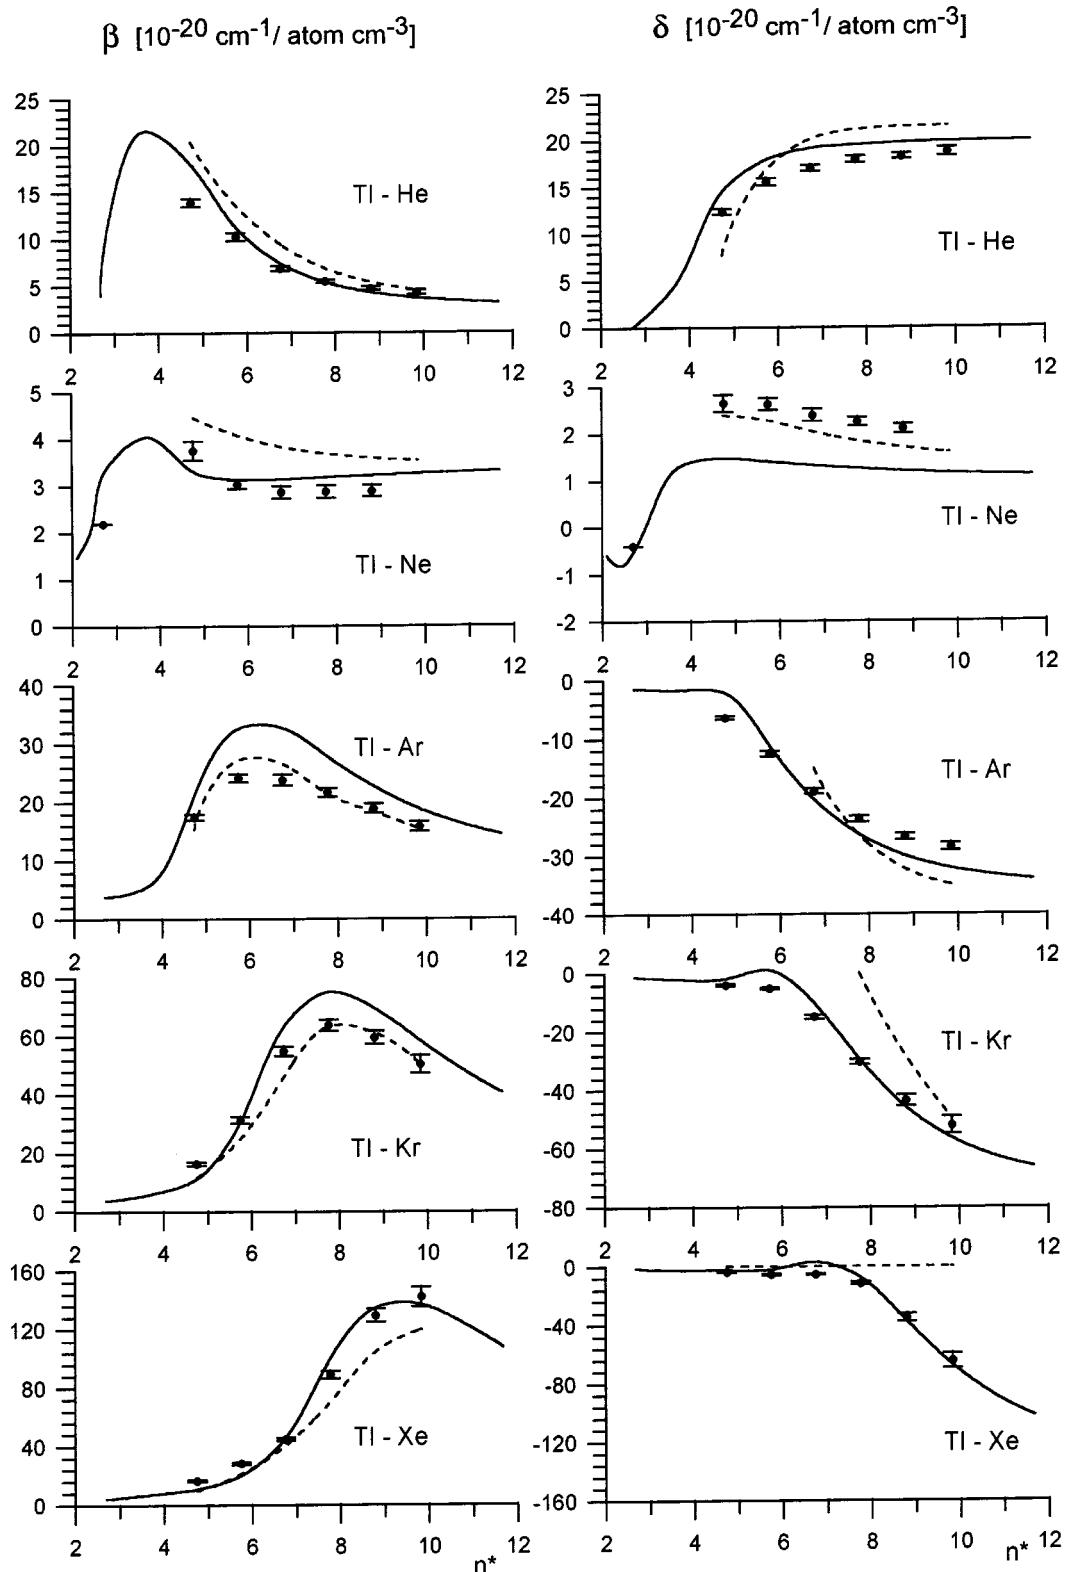 β [10⁻²⁰ cm⁻¹/ atom cm⁻³]
25
20
15
10
5
0
Tl - He
2 4 6 8 10 12
5
4
3
2
1
0
Tl - Ne
2 4 6 8 10 12
40
30
20
10
0
Tl - Ar
2 4 6 8 10 12
80
60
40
20
0
Tl - Kr
2 4 6 8 10 12
160
120
80
40
0
Tl - Xe
2 4 6 8 10 12
n*
δ [10⁻²⁰ cm⁻¹/ atom cm⁻³]
25
20
15
10
5
0
Tl - He
2 4 6 8 10 12
3
2
1
0
-1
-2
Tl - Ne
2 4 6 8 10 12
0
-10
-20
-30
-40
Tl - Ar
2 4 6 8 10 12
0
-20
-40
-60
-80
Tl - Kr
2 4 6 8 10 12
0
-40
-80
-120
-160
Tl - Xe
2 4 6 8 10 12
n*